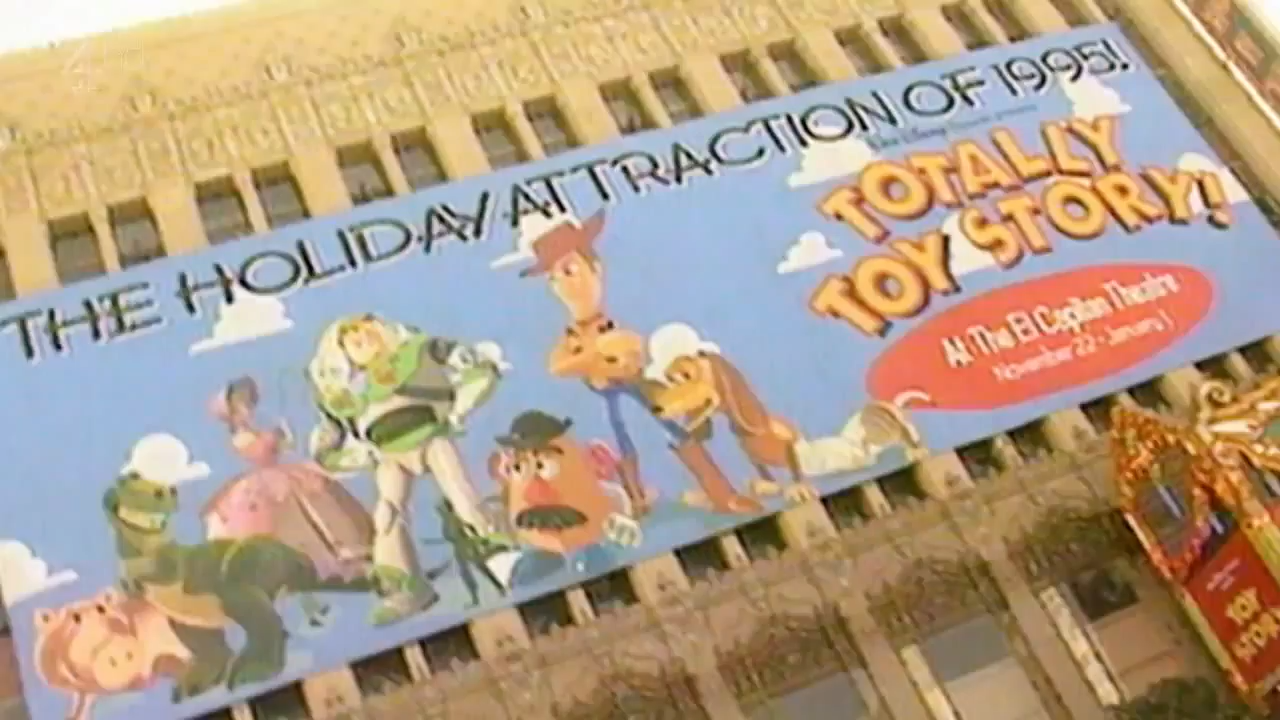 THE HOLIDAY ATTRACTION OF 1995!
TOTALLY
TOY STORY!
At The El Capitan Theatre
November 22 - January 1
TOY
STORY
4